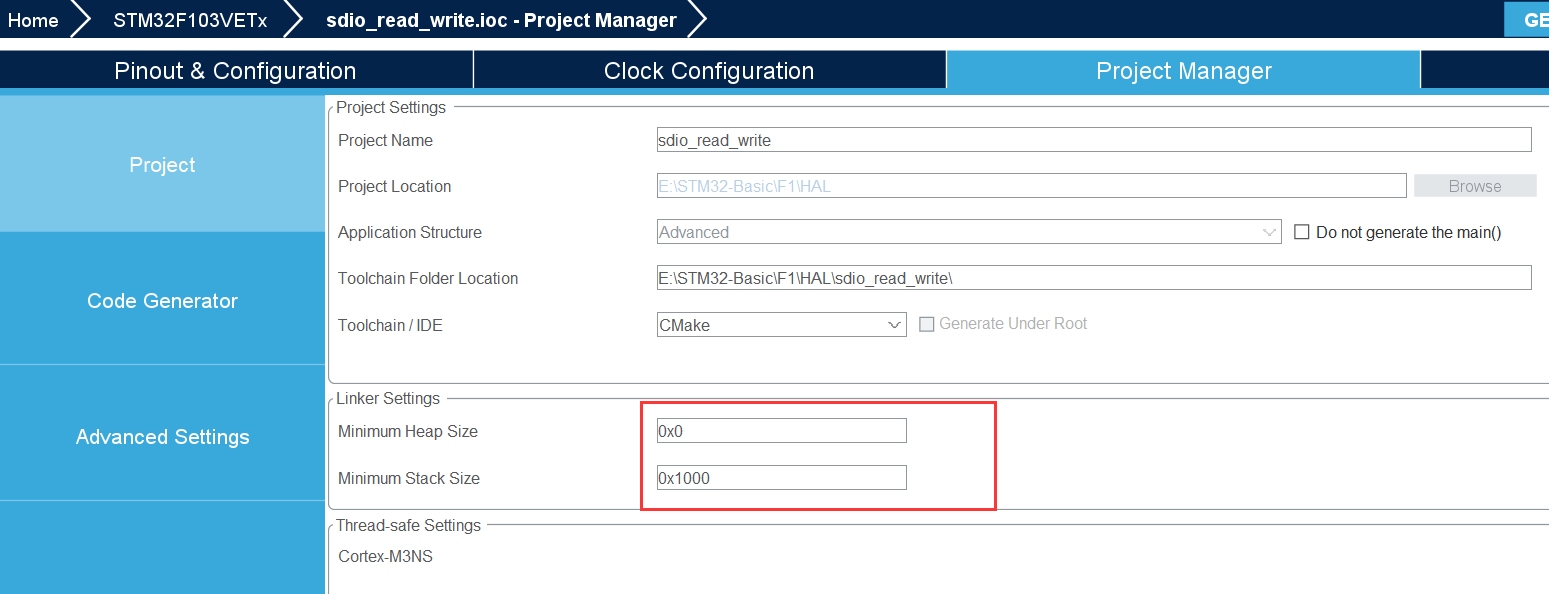 Home STM32F103VETx sdio_read_write.ioc - Project Manager GE
Pinout & Configuration Clock Configuration Project Manager
Project
Code Generator
Advanced Settings
Project Settings
Project Name sdio_read_write
Project Location E:\STM32-Basic\F1\HAL Browse
Application Structure Advanced Do not generate the main()
Toolchain Folder Location E:\STM32-Basic\F1\HAL\sdio_read_write\
Toolchain / IDE CMake Generate Under Root
Linker Settings
Minimum Heap Size 0x0
Minimum Stack Size 0x1000
Thread-safe Settings
Cortex-M3NS